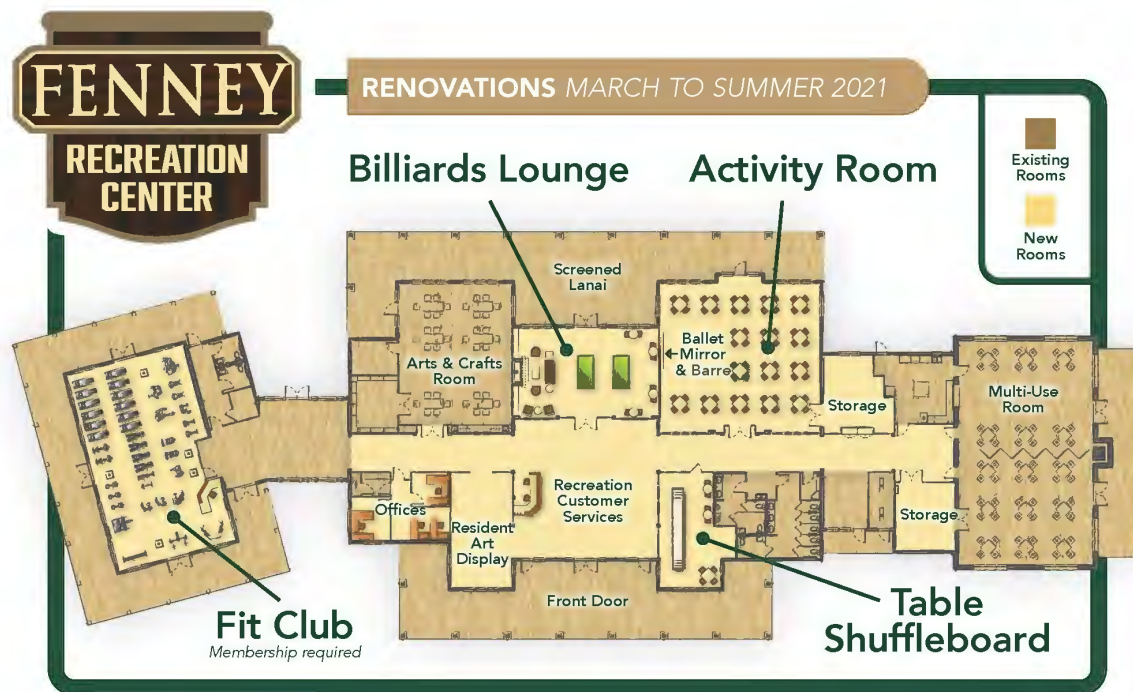 FENNEY
RECREATION
CENTER
RENOVATIONS MARCH TO SUMMER 2021
Existing
Rooms
New
Rooms
Billiards Lounge
Activity Room
Screened
Lanai
Arts & Crafts
Room
Ballet
Mirror
& Barre
Storage
Multi-Use
Room
Offices
Resident
Art
Display
Recreation
Customer
Services
Storage
Front Door
Fit Club
Membership required
Table
Shuffleboard